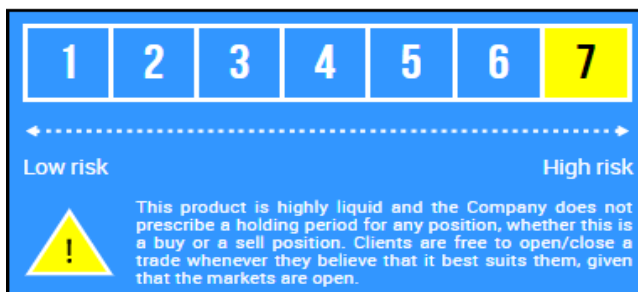 1 2 3 4 5 6 7
Low risk High risk
This product is highly liquid and the Company does not
prescribe a holding period for any position, whether this is
a buy or a sell position. Clients are free to open/close a
trade whenever they believe that it best suits them, given
that the markets are open.
!